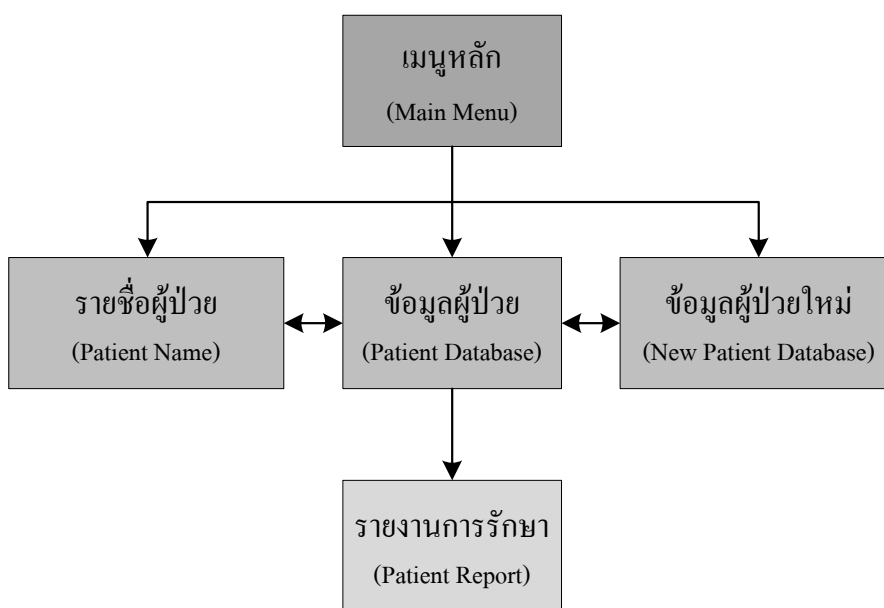 เมนูหลัก
(Main Menu)
รายชื่อผู้ป่วย
(Patient Name)
ข้อมูลผู้ป่วย
(Patient Database)
ข้อมูลผู้ป่วยใหม่
(New Patient Database)
รายงานการรักษา
(Patient Report)